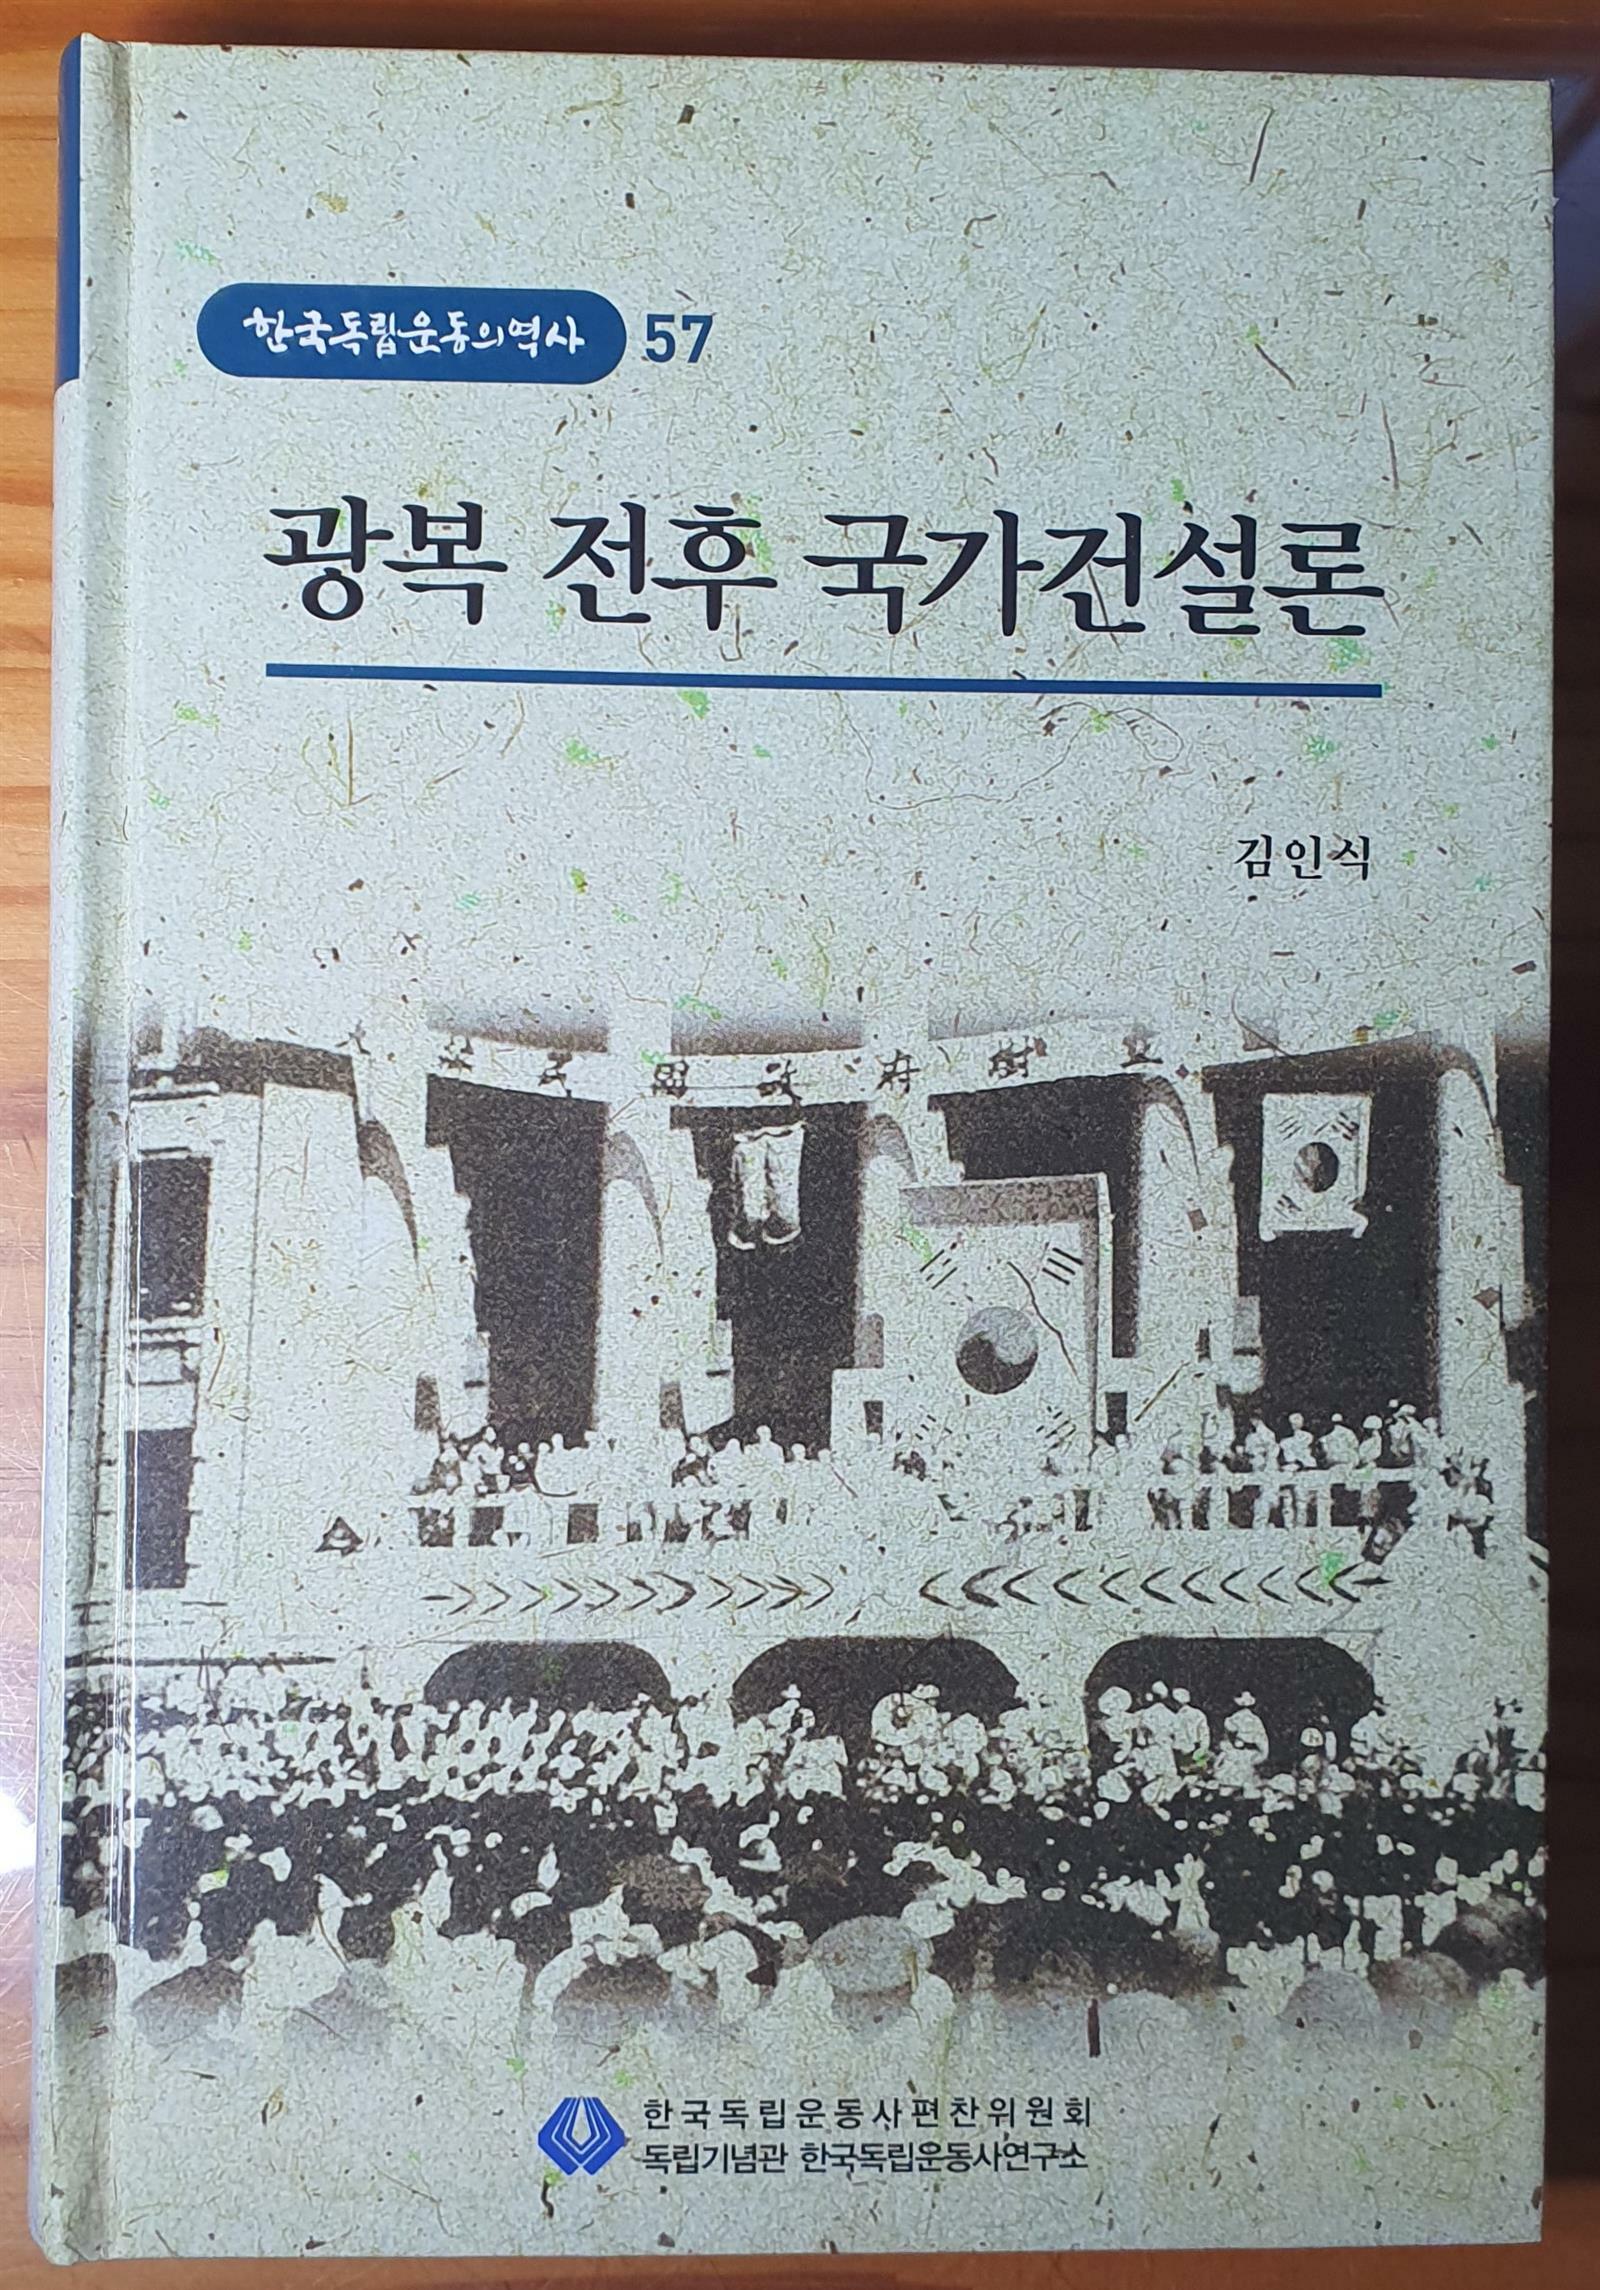 한국독립운동의역사 57
광복 전후 국가건설론
김인식
한국독립운동사편찬위원회
독립기념관 한국독립운동사연구소